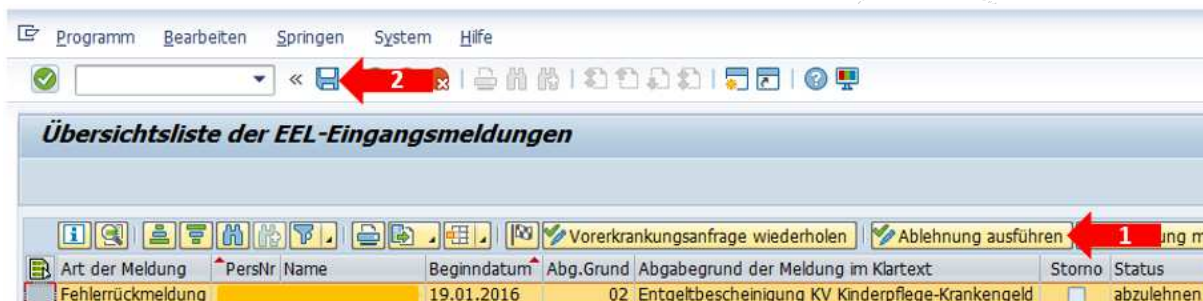 Programm Bearbeiten Springen System Hilfe
« 2
Übersichtsliste der EEL-Eingangsmeldungen
Vorerkrankungsanfrage wiederholen Ablehnung ausführen 1 ung m
Art der Meldung PersNr Name Beginndatum Abg.Grund Abgabegrund der Meldung im Klartext Storno Status
Fehlerrückmeldung 19.01.2016 02 Entgeltbescheinigung KV Kinderpflege-Krankengeld abzulehnen